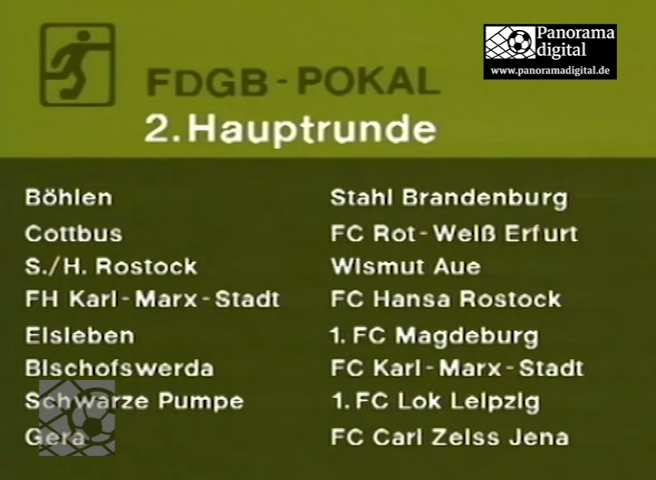 Panorama
digital
www.panoramadigital.de
FDGB-POKAL
2.Hauptrunde
Böhlen Stahl Brandenburg
Cottbus FC Rot-Weiß Erfurt
S./H. Rostock Wismut Aue
FH Karl-Marx-Stadt FC Hansa Rostock
Eisleben 1. FC Magdeburg
Bischofswerda FC Karl-Marx-Stadt
Schwarze Pumpe 1. FC Lok Leipzig
Gera FC Carl Zeiss Jena